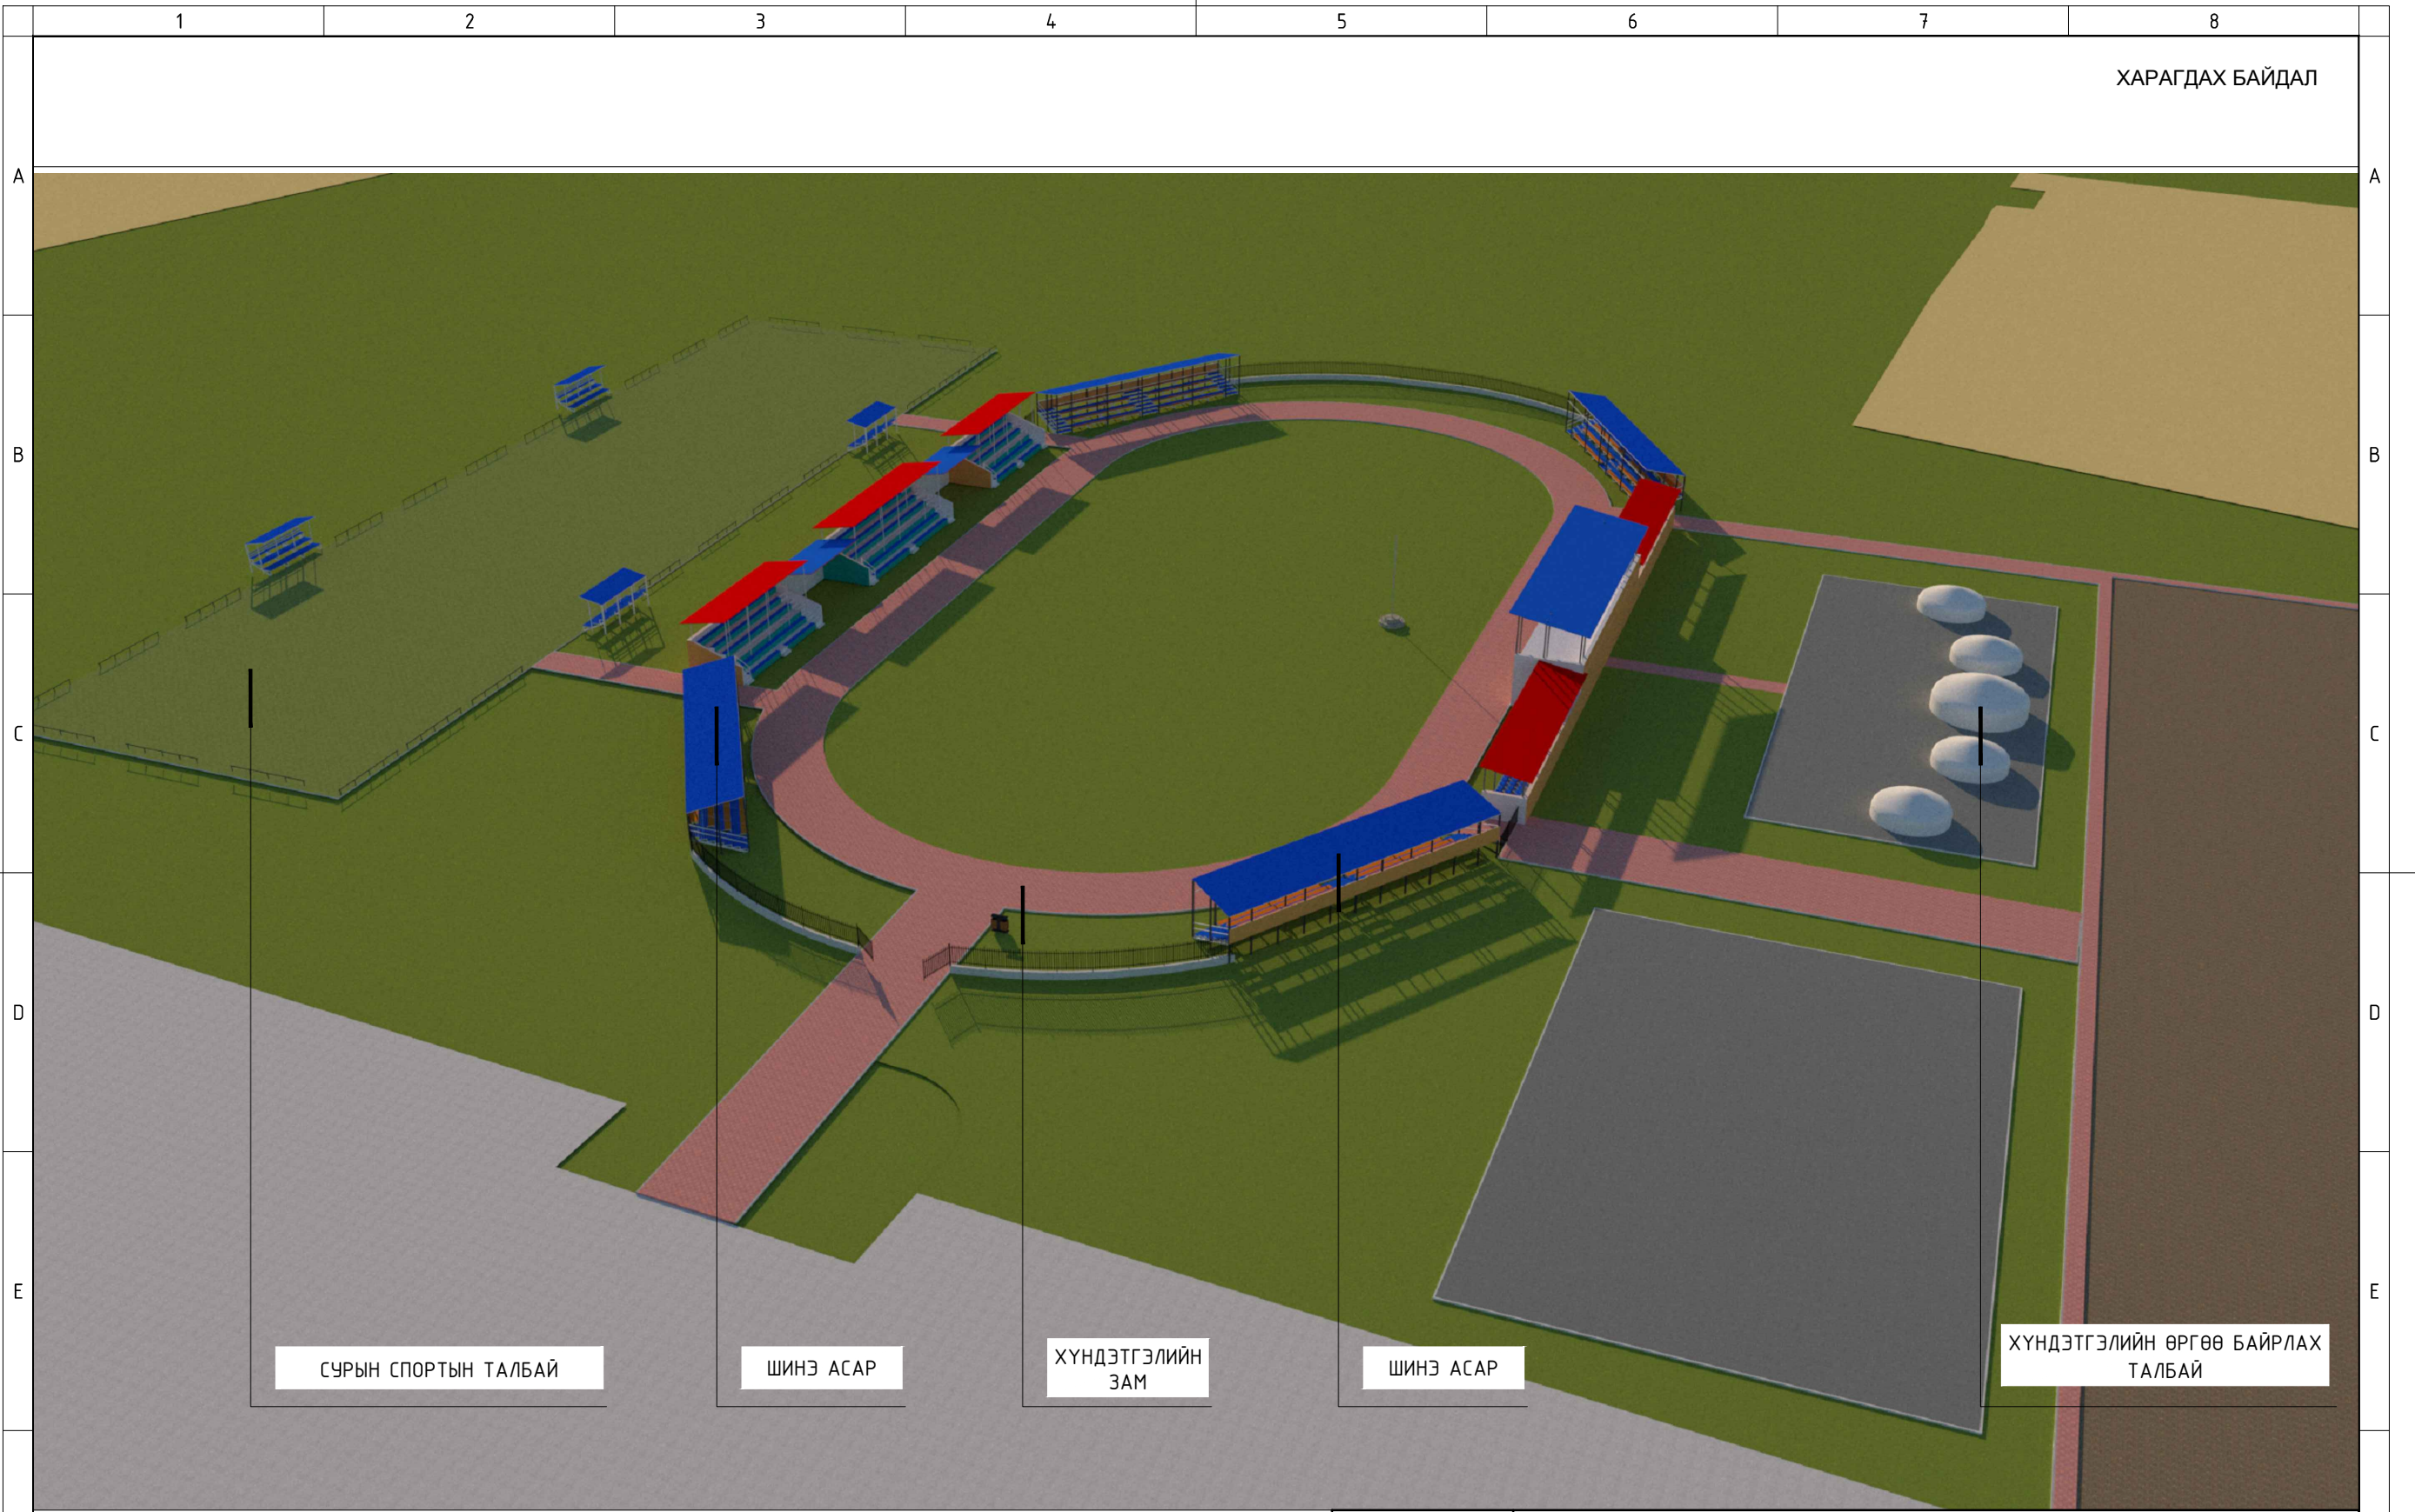 1 2 3 4 5 6 7 8
ХАРАГДАХ БАЙДАЛ
A A
B B
C C
D D
E E
СУРЫН СПОРТЫН ТАЛБАЙ
ШИНЭ АСАР
ХҮНДЭТГЭЛИЙН
ЗАМ
ШИНЭ АСАР
ХҮНДЭТГЭЛИЙН ӨРГӨӨ БАЙРЛАХ
ТАЛБАЙ